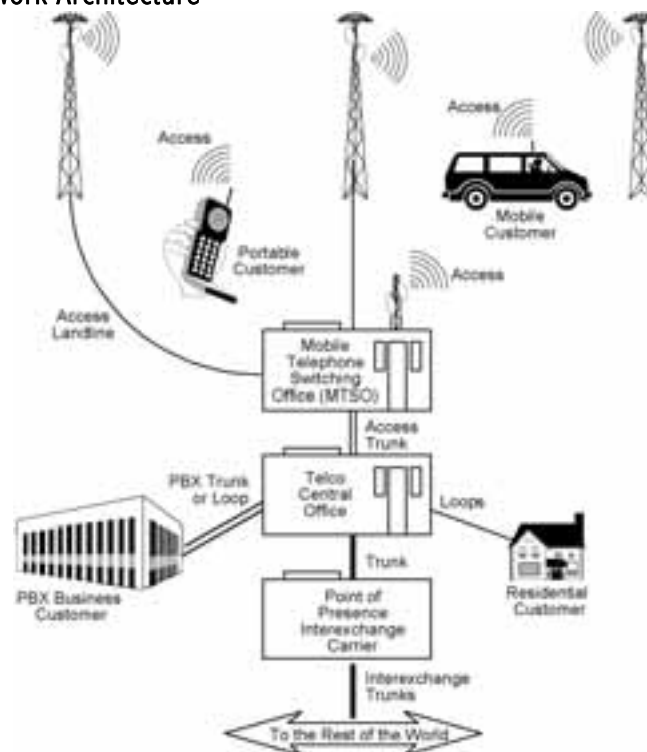 Architecture
Access
Access
Portable
Customer
Mobile
Customer
Access
Access
Landline
Mobile
Telephone
Switching
Office (MTSO)
Access
Trunk
PBX Trunk
or Loop
Telco
Central
Office
Loops
PBX Business
Customer
Trunk
Residential
Customer
Point of
Presence
Interexchange
Carrier
Interexchange
Trunks
To the Rest of the World